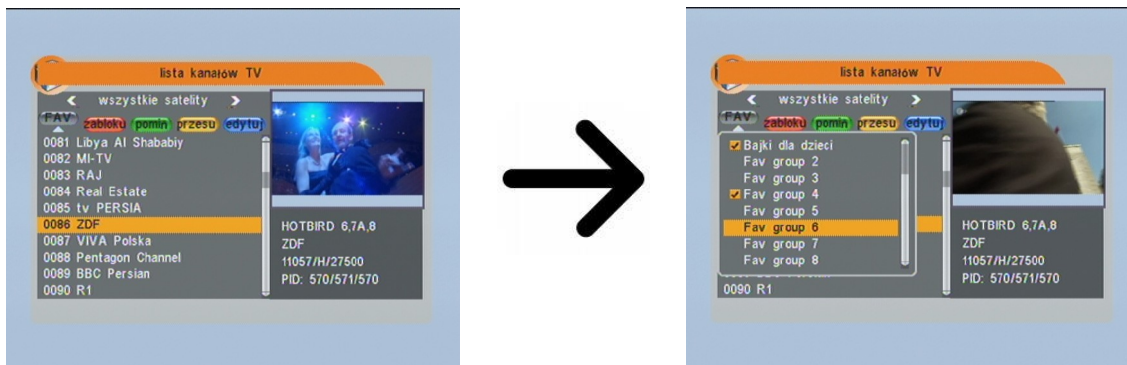 lista kanałów TV
wszystkie satelity
FAV zabloku pomiń przesu edytuj
0081 Libya Al Shababiy
0082 MI-TV
0083 RAJ
0084 Real Estate
0085 tv PERSIA
0086 ZDF
0087 VIVA Polska
0088 Pentagon Channel
0089 BBC Persian
0090 R1
HOTBIRD 6,7A,8
ZDF
11057/H/27500
PID: 570/571/570
lista kanałów TV
wszystkie satelity
FAV zabloku pomiń przesu edytuj
Bajki dla dzieci
Fav group 2
Fav group 3
Fav group 4
Fav group 5
Fav group 6
Fav group 7
Fav group 8
0090 R1
HOTBIRD 6,7A,8
ZDF
11057/H/27500
PID: 570/571/570